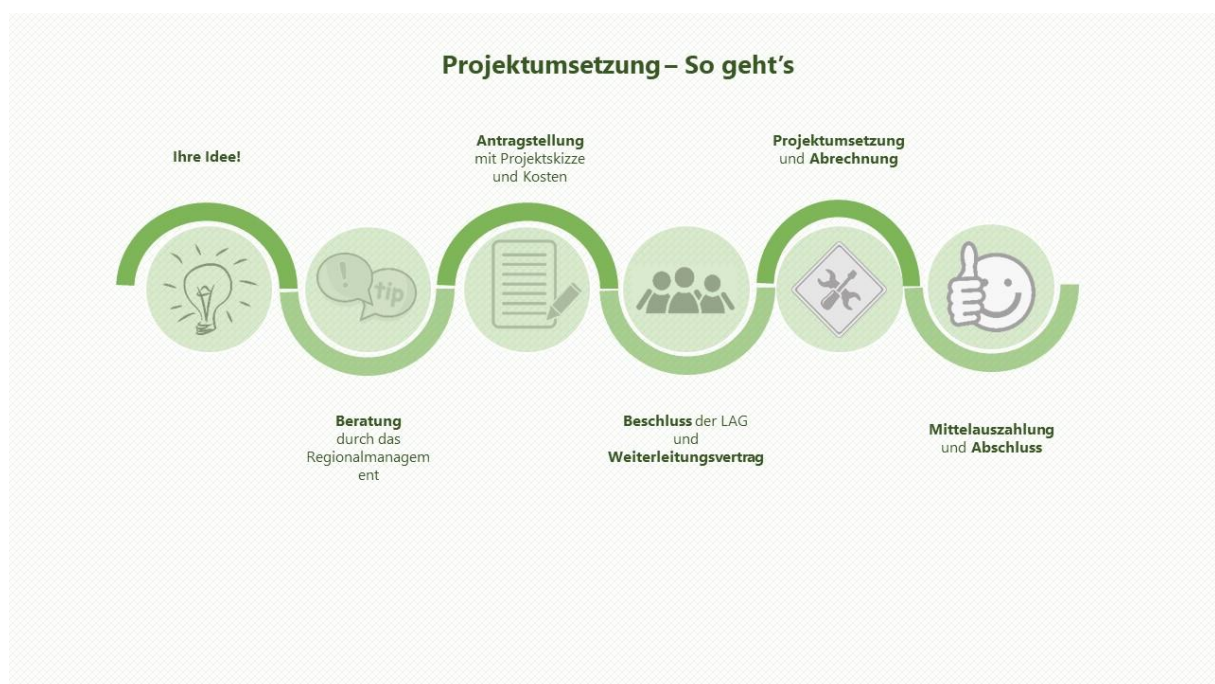 Projektumsetzung – So geht's
Ihre Idee!
!
tip
Beratung
durch das
Regionalmanagem
ent
Antragstellung
mit Projektskizze
und Kosten
Beschluss der LAG
und
Weiterleitungsvertrag
Projektumsetzung
und Abrechnung
Mittelauszahlung
und Abschluss